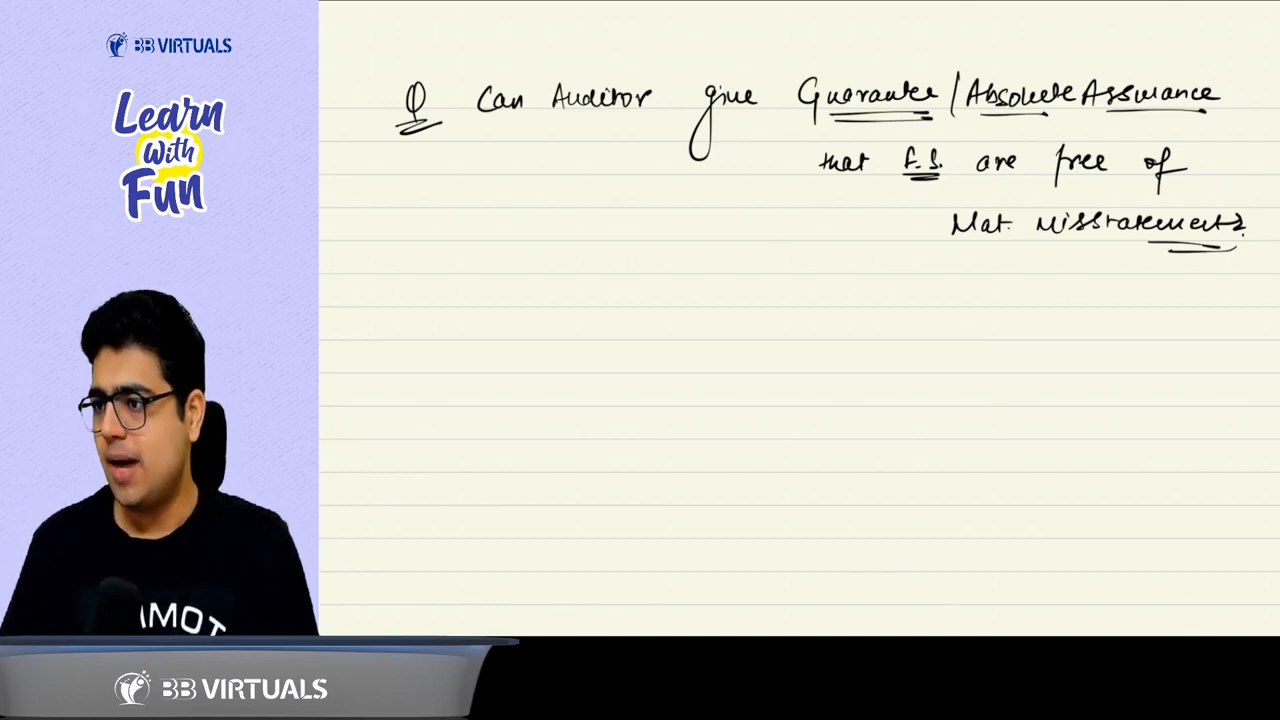 BB VIRTUALS
Learn
With
Fun
Q Can Auditor give Guarantee / Absolute Assurance
that F.S. are free of
Mat. Misstatements?
AMOT
BB VIRTUALS